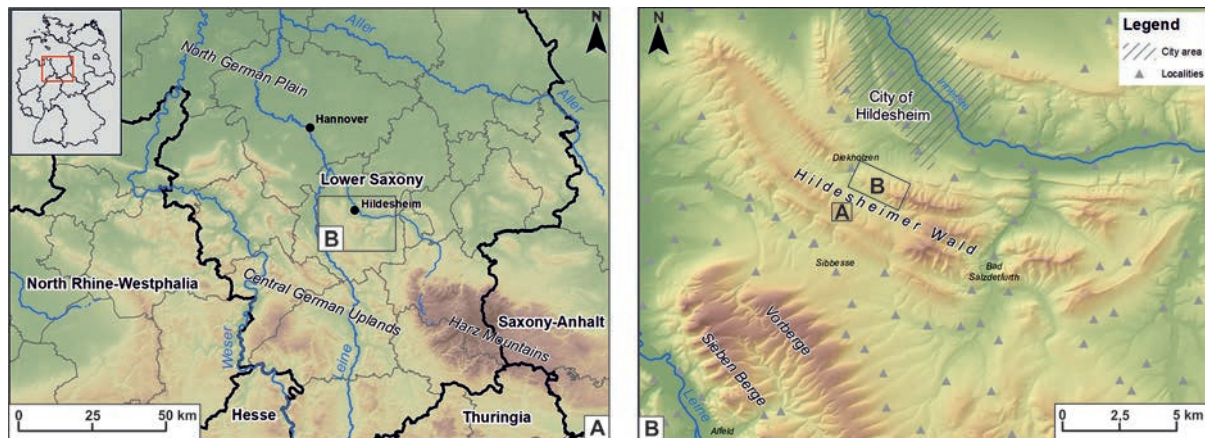 N
Aller
North German Plain
Aller
Hannover
Lower Saxony
Hildesheim
B
North Rhine-Westphalia
Central German Uplands
Saxony-Anhalt
Harz Mountains
Weser
Leine
Hesse
Thuringia
0 25 50 km
A
N
Legend
City area
Localities
Innerste
City of
Hildesheim
Diekholzen
B
A
Hildesheimer Wald
Sibbesse
Bad
Salzdetfurth
Vorberge
Sieben Berge
Leine
Alfeld
0 2,5 5 km
B